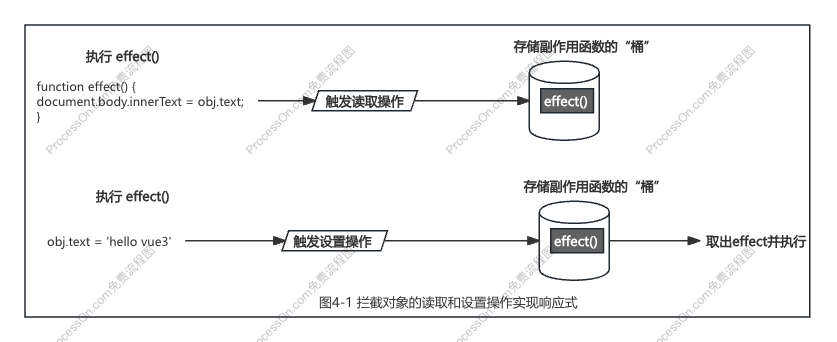 执行 effect()
存储副作用函数的“桶”
function effect() {
document.body.innerText = obj.text;
}
触发读取操作
effect()
执行 effect()
存储副作用函数的“桶”
obj.text = 'hello vue3'
触发设置操作
effect()
取出effect并执行
图4-1 拦截对象的读取和设置操作实现响应式
ProcessOn.com免费流程图
ProcessOn.com免费流程图
ProcessOn.com免费流程图
ProcessOn.com免费流程图
ProcessOn.com免费流程图
ProcessOn.com免费流程图
ProcessOn.com免费流程图
ProcessOn.com免费流程图